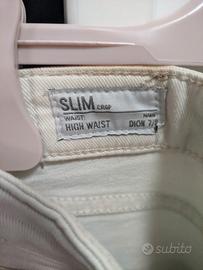 SLIM CROP
WAIST: NAME
HIGH WAIST DION 7/8
subito